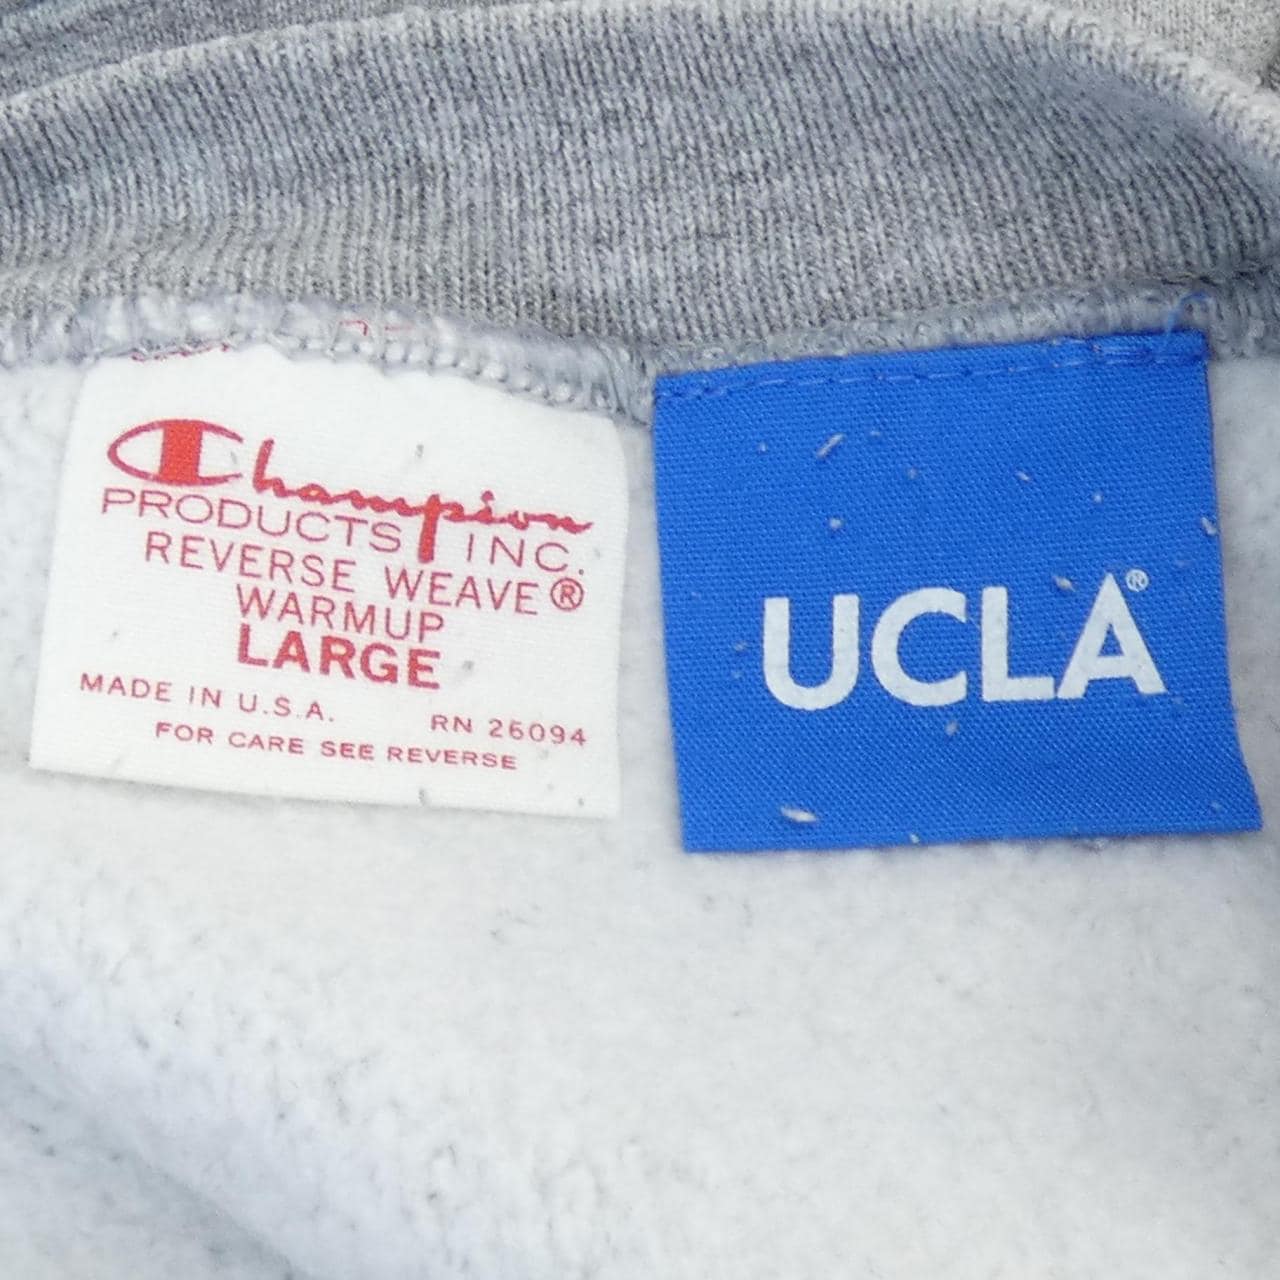 Champion
PRODUCTS INC.
REVERSE WEAVE®
WARMUP
LARGE
MADE IN U.S.A.
RN 26094
FOR CARE SEE REVERSE
UCLA®